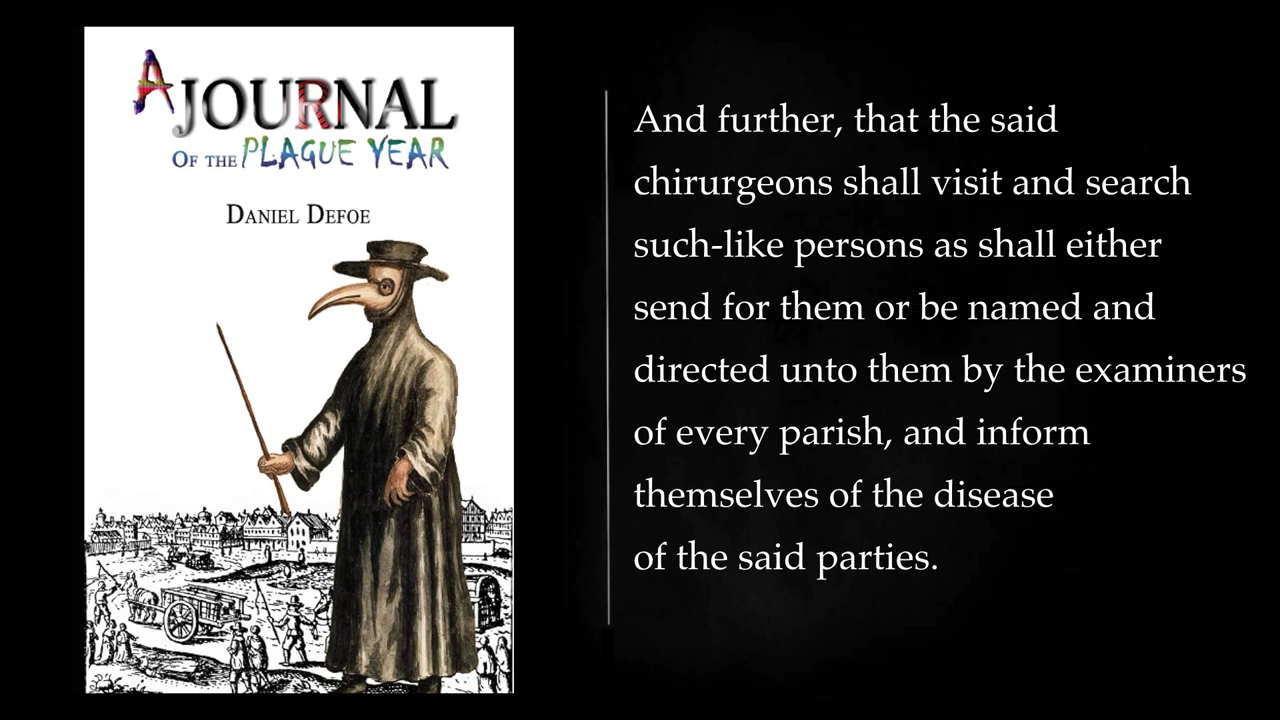 A JOURNAL
OF THE PLAGUE YEAR
DANIEL DEFOE
And further, that the said
chirurgeons shall visit and search
such-like persons as shall either
send for them or be named and
directed unto them by the examiners
of every parish, and inform
themselves of the disease
of the said parties.